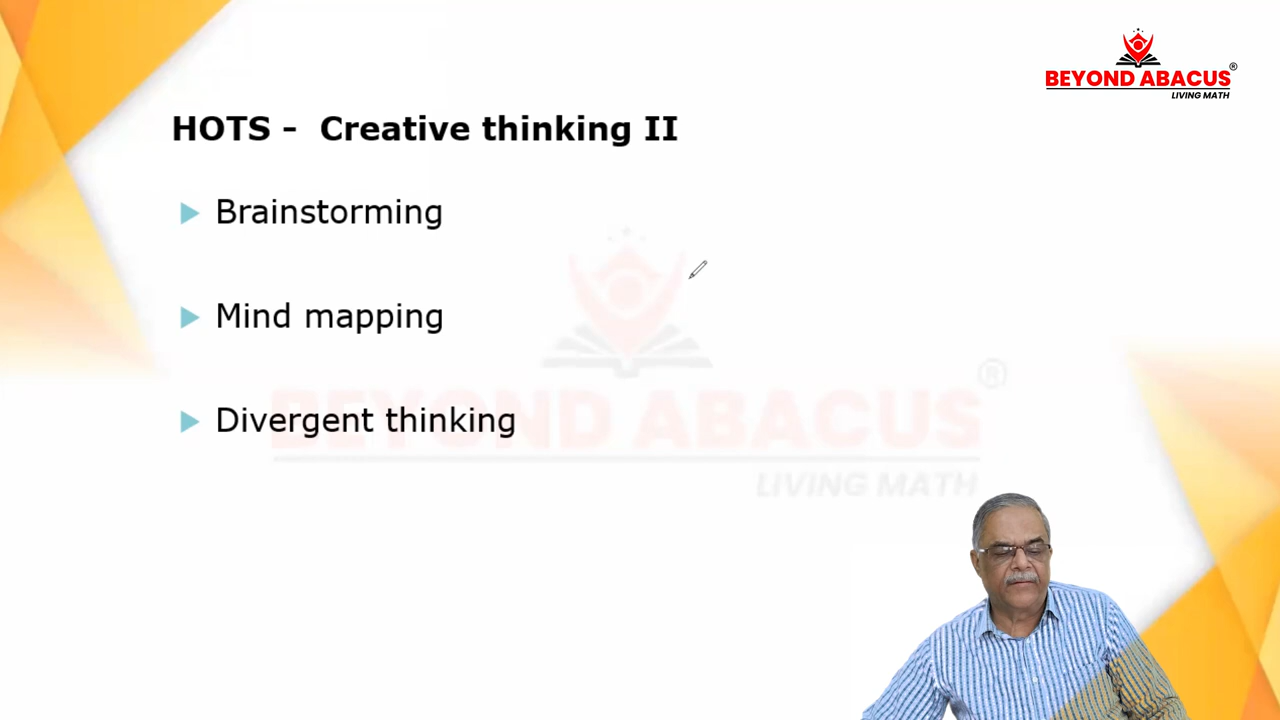 BEYOND ABACUS®
LIVING MATH
HOTS - Creative thinking II
Brainstorming
Mind mapping
Divergent thinking
BEYOND ABACUS®
LIVING MATH